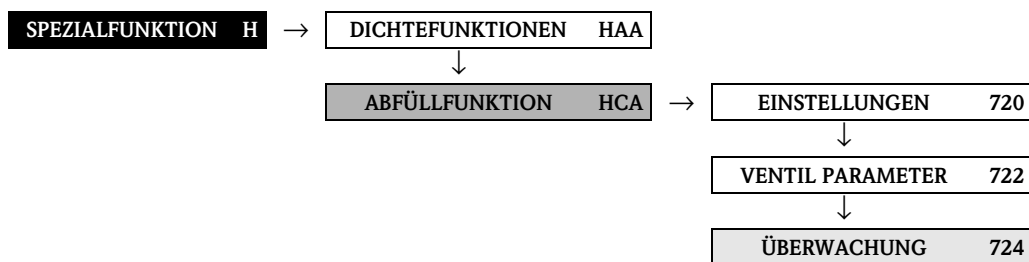 SPEZIALFUNKTION H → DICHTEFUNKTIONEN HAA
↓
ABFÜLLFUNKTION HCA → EINSTELLUNGEN 720
↓
VENTIL PARAMETER 722
↓
ÜBERWACHUNG 724